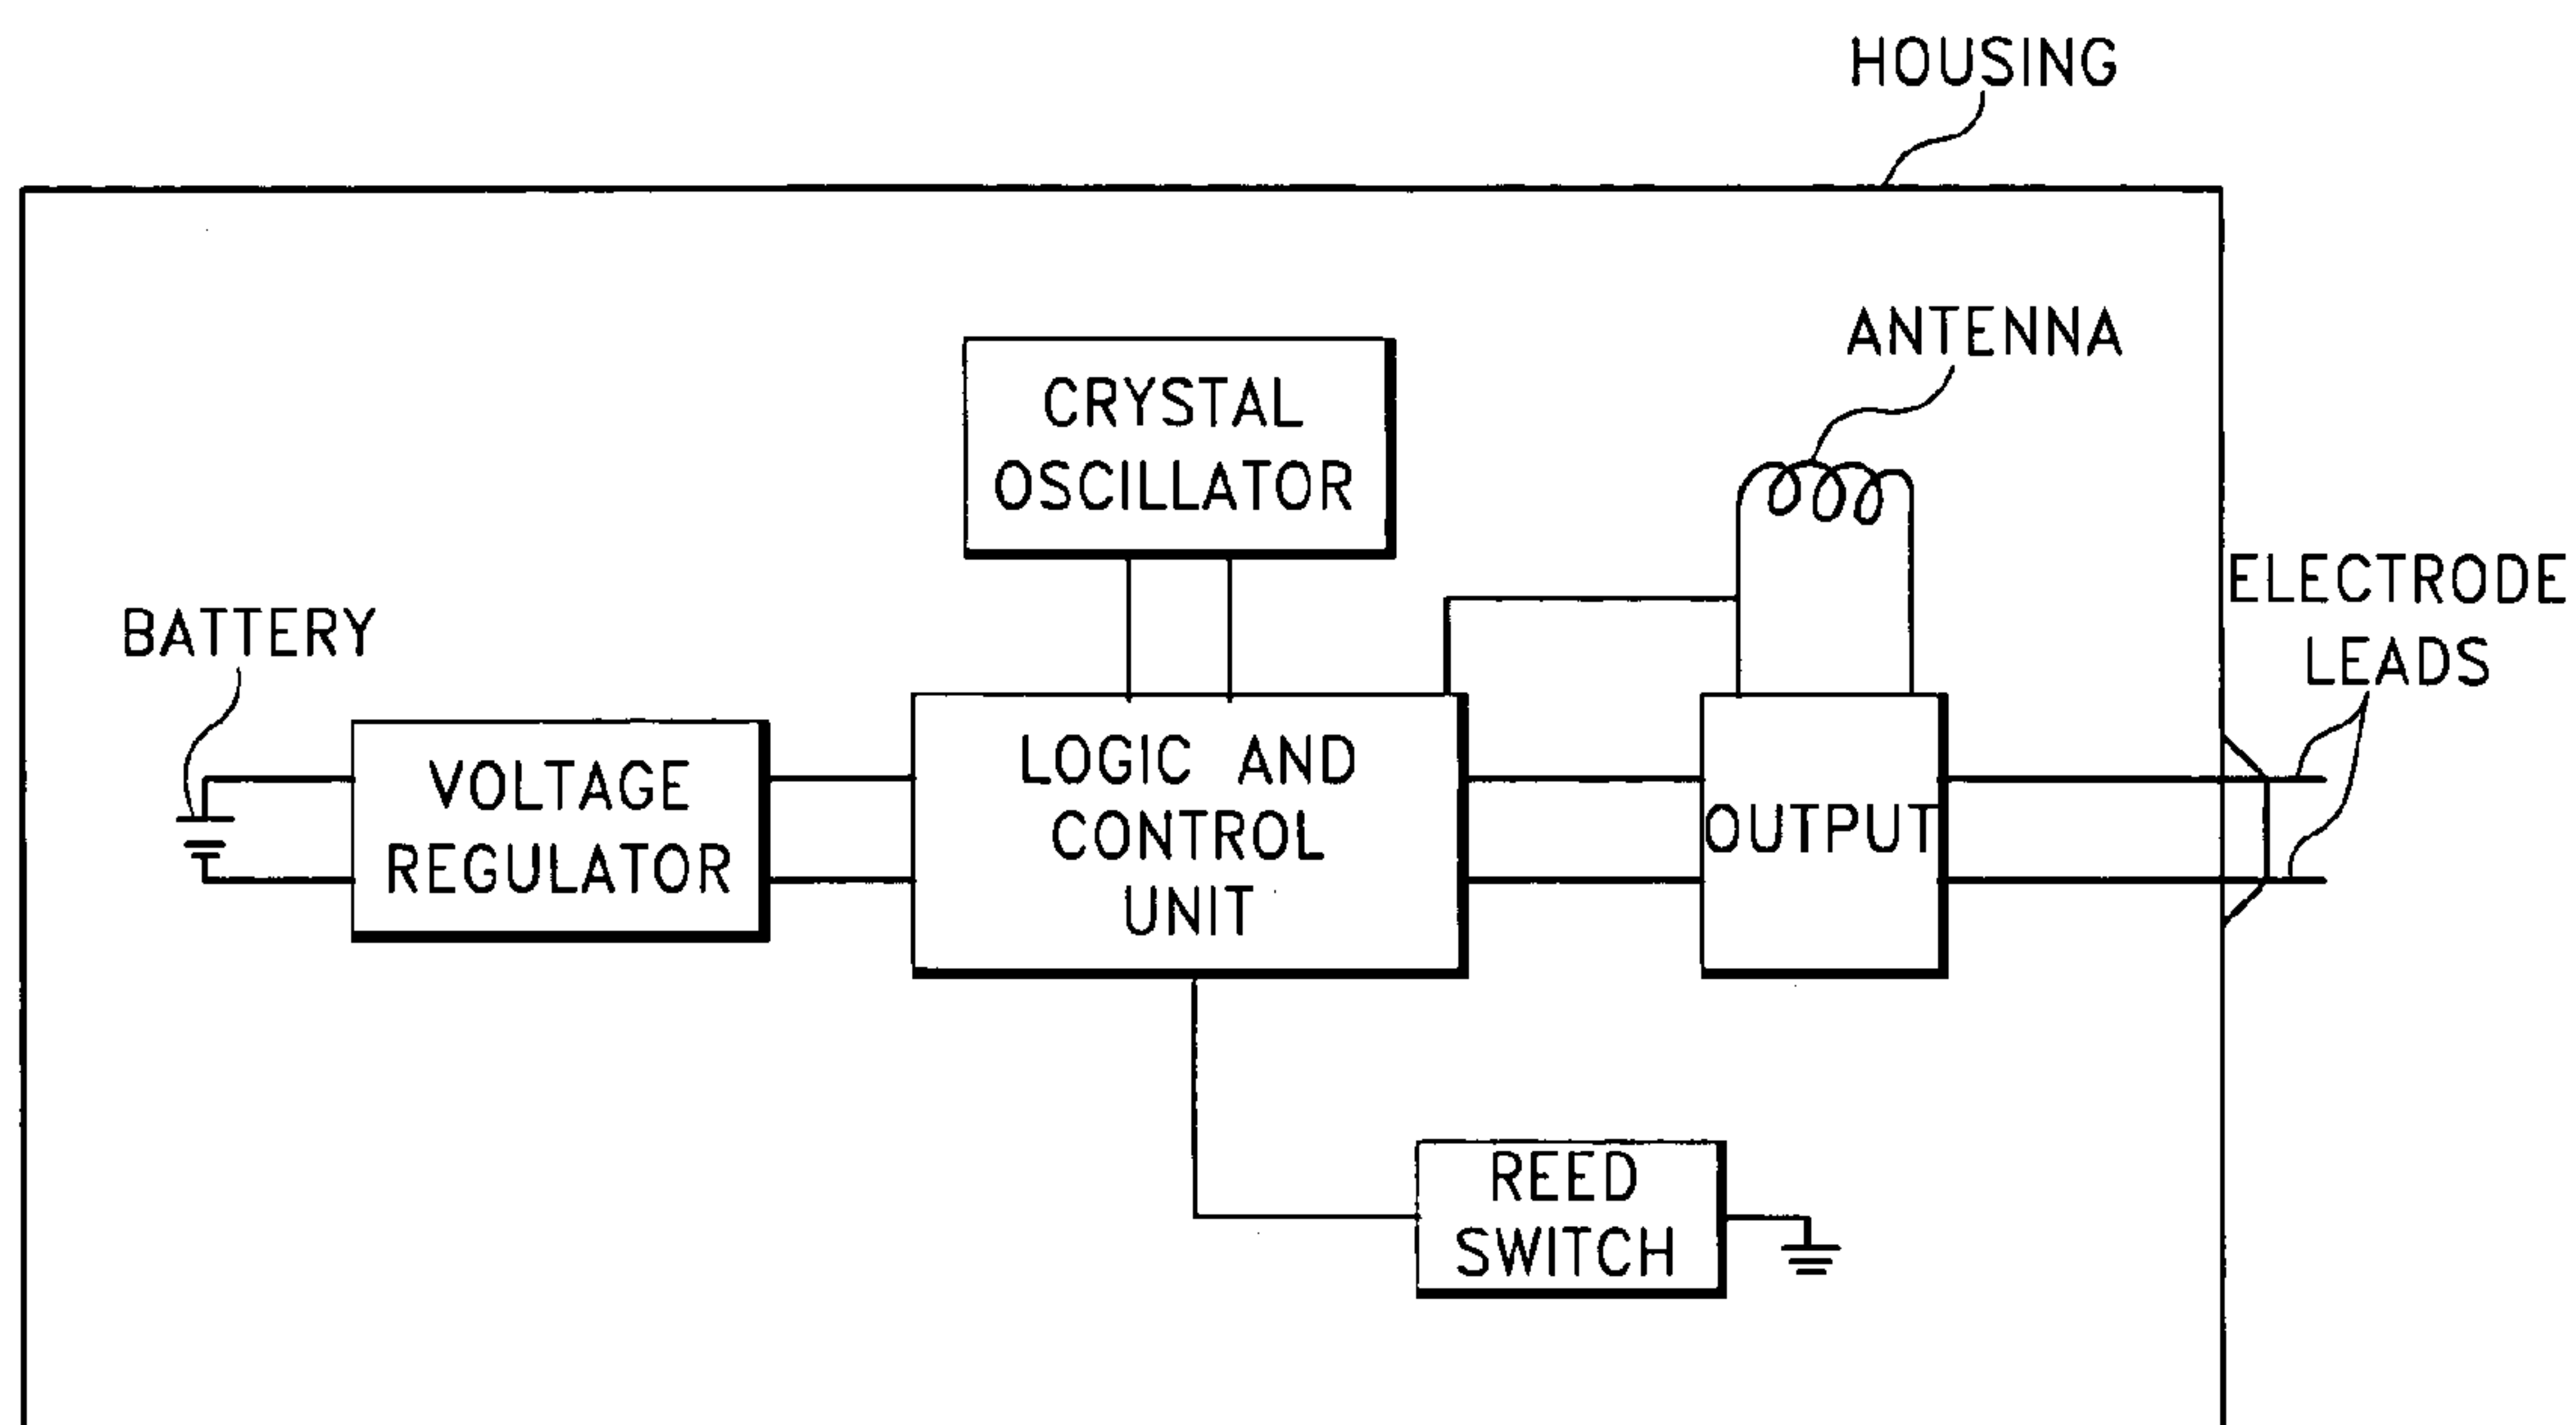 HOUSING
ANTENNA
CRYSTAL
OSCILLATOR
ELECTRODE
LEADS
BATTERY
VOLTAGE
REGULATOR
LOGIC AND
CONTROL
UNIT
OUTPUT
REED
SWITCH